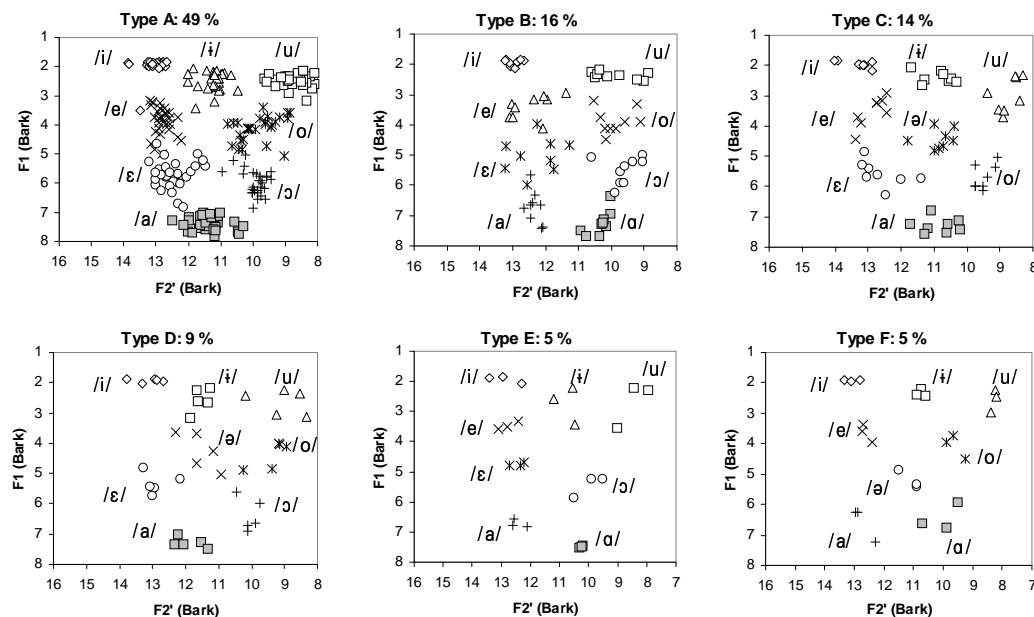 Type A: 49 %
F1 (Bark)
1
2
3
4
5
6
7
8
/i/ /ɨ/ /u/
/e/ /o/
/ɛ/ /ɔ/
/a/
16 15 14 13 12 11 10 9 8
F2' (Bark)
Type B: 16 %
F1 (Bark)
1
2
3
4
5
6
7
8
/i/ /u/
/e/ /o/
/ɛ/ /ɔ/
/a/ /ɑ/
16 15 14 13 12 11 10 9 8
F2' (Bark)
Type C: 14 %
F1 (Bark)
1
2
3
4
5
6
7
8
/i/ /ɨ/ /u/
/e/ /ə/
/ɛ/ /o/
/a/
16 15 14 13 12 11 10 9 8
F2' (Bark)
Type D: 9 %
F1 (Bark)
1
2
3
4
5
6
7
8
/i/ /ɨ/ /u/
/ə/ /o/
/ɛ/ /ɔ/
/a/
16 15 14 13 12 11 10 9 8
F2' (Bark)
Type E: 5 %
F1 (Bark)
1
2
3
4
5
6
7
8
/i/ /ɨ/ /u/
/e/
/ɛ/ /ɔ/
/a/ /ɑ/
16 15 14 13 12 11 10 9 8 7
F2' (Bark)
Type F: 5 %
F1 (Bark)
1
2
3
4
5
6
7
8
/i/ /ɨ/ /u/
/e/ /o/
/ə/
/a/ /ɑ/
16 15 14 13 12 11 10 9 8 7
F2' (Bark)